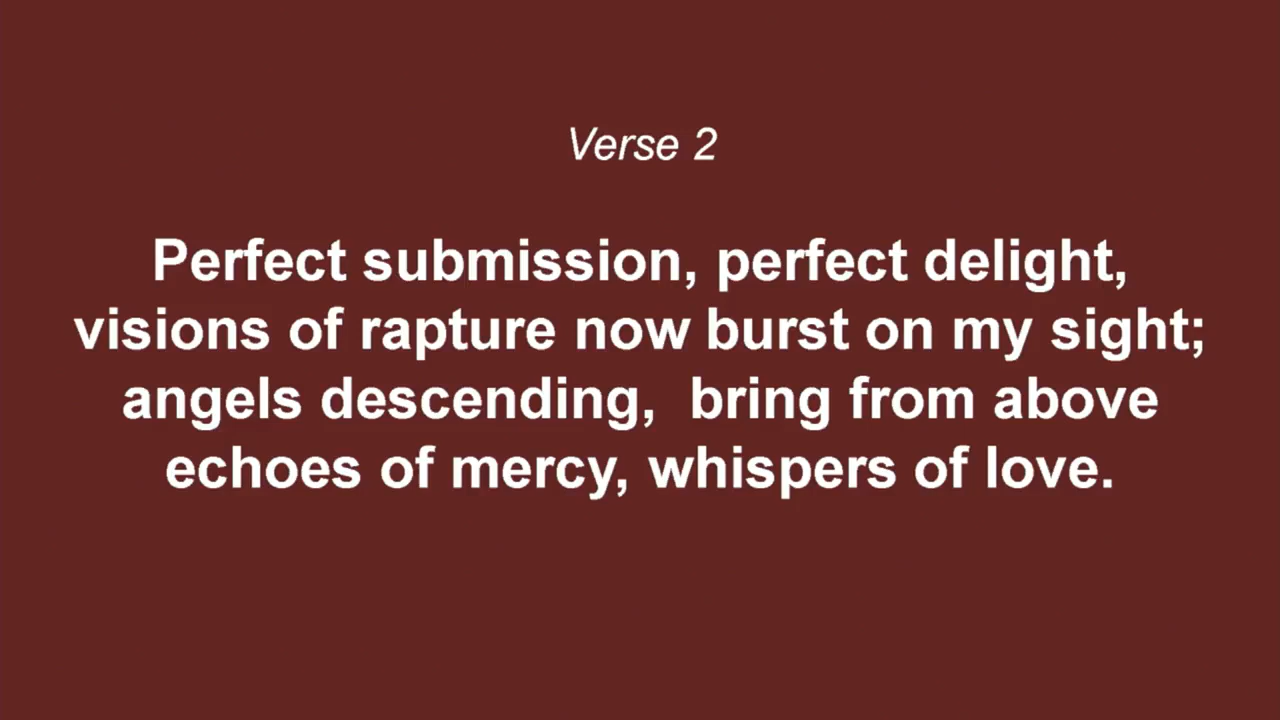 Verse 2
Perfect submission, perfect delight,
visions of rapture now burst on my sight;
angels descending,  bring from above
echoes of mercy, whispers of love.